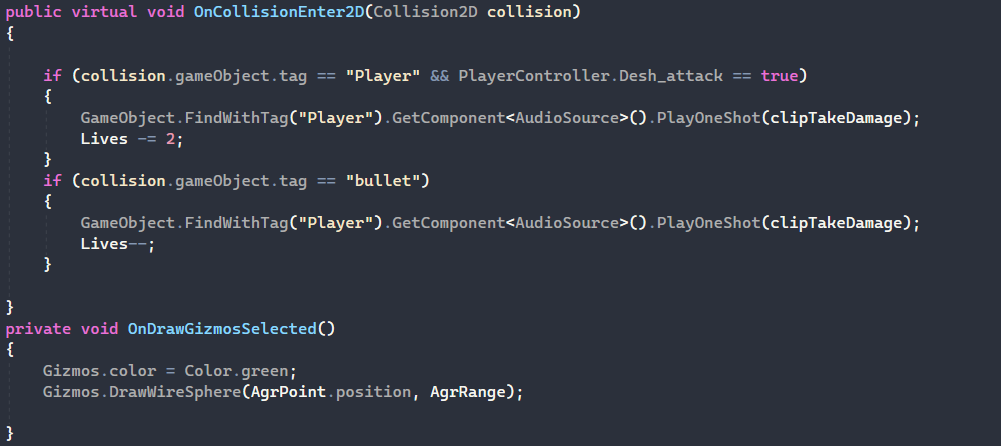 public virtual void OnCollisionEnter2D(Collision2D collision)
{
if (collision.gameObject.tag == "Player" && PlayerController.Desh_attack == true)
{
GameObject.FindWithTag("Player").GetComponent<AudioSource>().PlayOneShot(clipTakeDamage);
Lives -= 2;
}
if (collision.gameObject.tag == "bullet")
{
GameObject.FindWithTag("Player").GetComponent<AudioSource>().PlayOneShot(clipTakeDamage);
Lives--;
}
}
private void OnDrawGizmosSelected()
{
Gizmos.color = Color.green;
Gizmos.DrawWireSphere(AgrPoint.position, AgrRange);
}